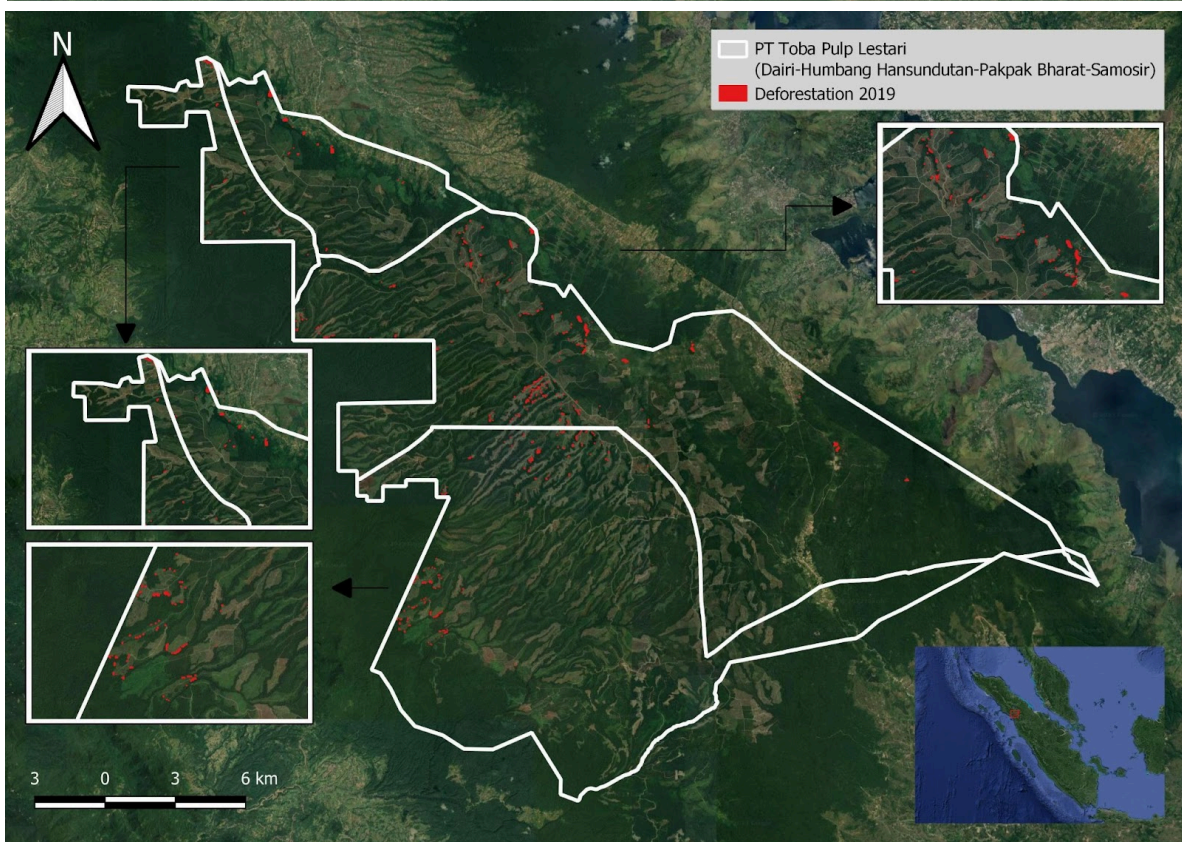 N
PT Toba Pulp Lestari
(Dairi-Humbang Hansundutan-Pakpak Bharat-Samosir)
Deforestation 2019
3 0 3 6 km